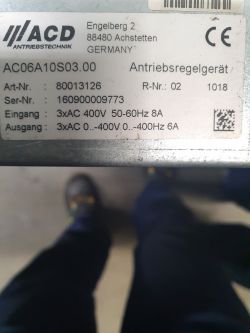 ACD
ANTRIEBSTECHNIK
Engelberg 2
88480 Achstetten
GERMANY
CE
AC06A10S03.00 Antriebsregelgerät
Art-Nr.: 80013126 R-Nr.: 02 1018
Ser-Nr.: 160900009773
Eingang : 3xAC 400V 50-60Hz 8A
Ausgang : 3xAC 0..-400V 0..-400Hz 6A